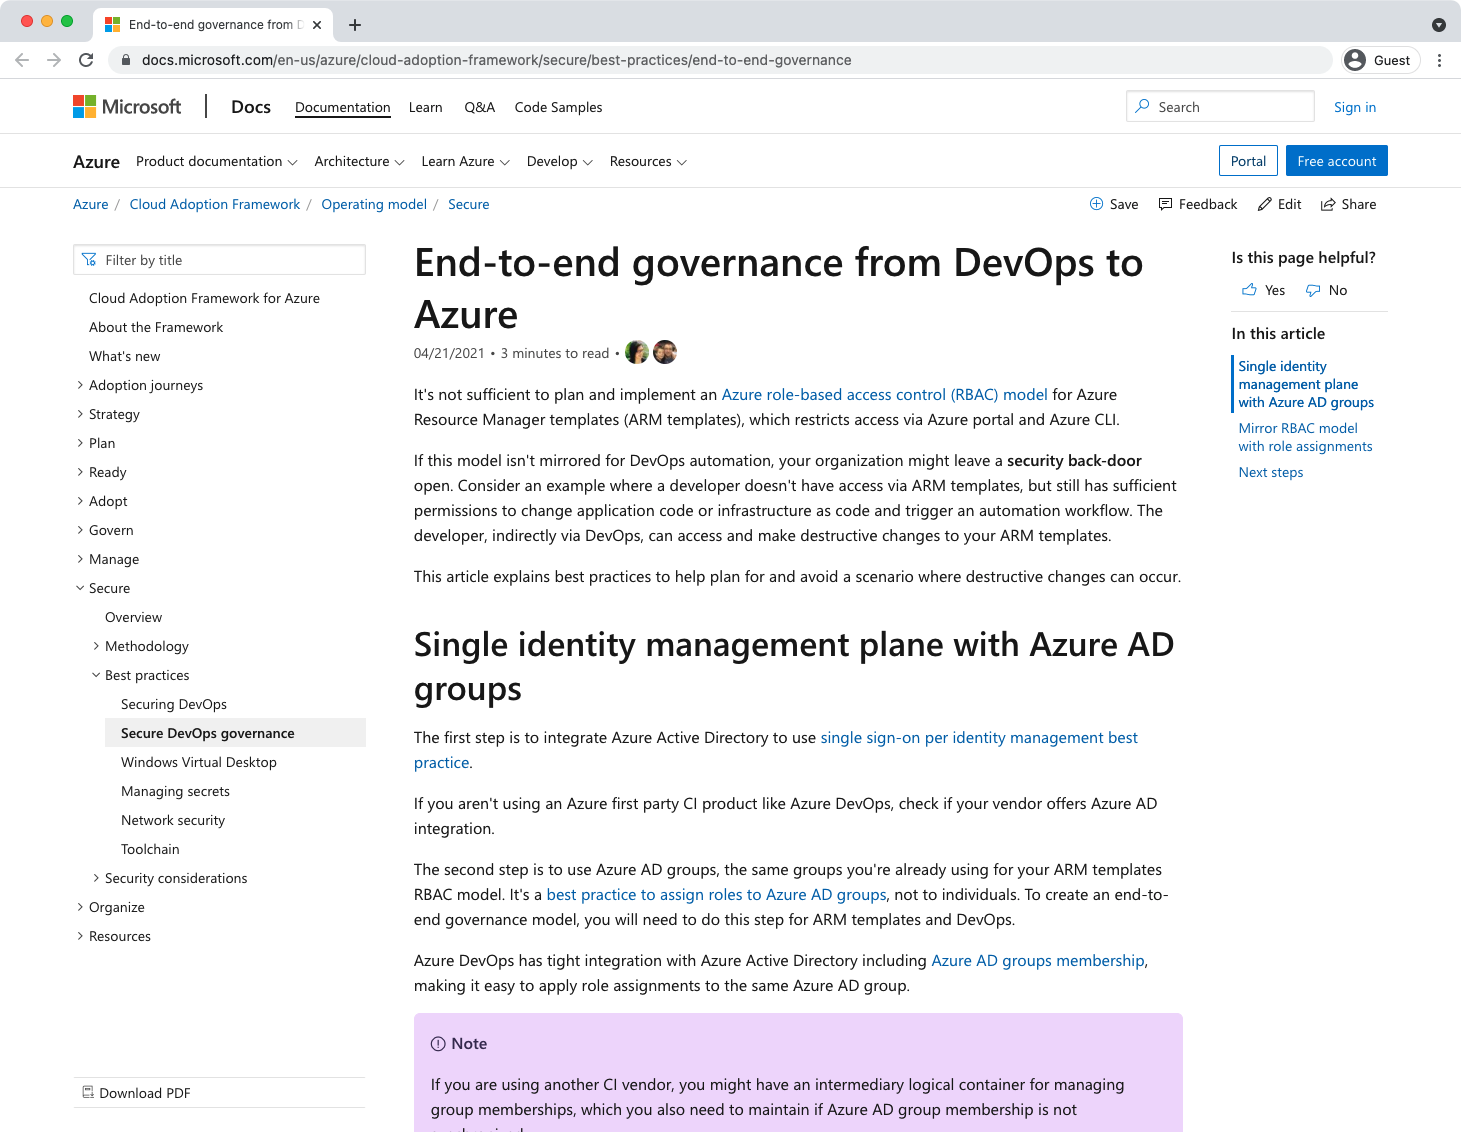 End-to-end governance from D
docs.microsoft.com/en-us/azure/cloud-adoption-framework/secure/best-practices/end-to-end-governance
Guest
Microsoft
Docs
Documentation
Learn
Q&A
Code Samples
Search
Sign in
Azure
Product documentation
Architecture
Learn Azure
Develop
Resources
Portal
Free account
Azure / Cloud Adoption Framework / Operating model / Secure
Save
Feedback
Edit
Share
Filter by title
Cloud Adoption Framework for Azure
About the Framework
What's new
Adoption journeys
Strategy
Plan
Ready
Adopt
Govern
Manage
Secure
Overview
Methodology
Best practices
Securing DevOps
Secure DevOps governance
Windows Virtual Desktop
Managing secrets
Network security
Toolchain
Security considerations
Organize
Resources
Download PDF
End-to-end governance from DevOps to
Azure
04/21/2021 • 3 minutes to read •
It's not sufficient to plan and implement an Azure role-based access control (RBAC) model for Azure
Resource Manager templates (ARM templates), which restricts access via Azure portal and Azure CLI.
If this model isn't mirrored for DevOps automation, your organization might leave a security back-door
open. Consider an example where a developer doesn't have access via ARM templates, but still has sufficient
permissions to change application code or infrastructure as code and trigger an automation workflow. The
developer, indirectly via DevOps, can access and make destructive changes to your ARM templates.
This article explains best practices to help plan for and avoid a scenario where destructive changes can occur.
Single identity management plane with Azure AD
groups
The first step is to integrate Azure Active Directory to use single sign-on per identity management best
practice.
If you aren't using an Azure first party CI product like Azure DevOps, check if your vendor offers Azure AD
integration.
The second step is to use Azure AD groups, the same groups you're already using for your ARM templates
RBAC model. It's a best practice to assign roles to Azure AD groups, not to individuals. To create an end-to-
end governance model, you will need to do this step for ARM templates and DevOps.
Azure DevOps has tight integration with Azure Active Directory including Azure AD groups membership,
making it easy to apply role assignments to the same Azure AD group.
Note
If you are using another CI vendor, you might have an intermediary logical container for managing
group memberships, which you also need to maintain if Azure AD group membership is not
Is this page helpful?
Yes
No
In this article
Single identity
management plane
with Azure AD groups
Mirror RBAC model
with role assignments
Next steps